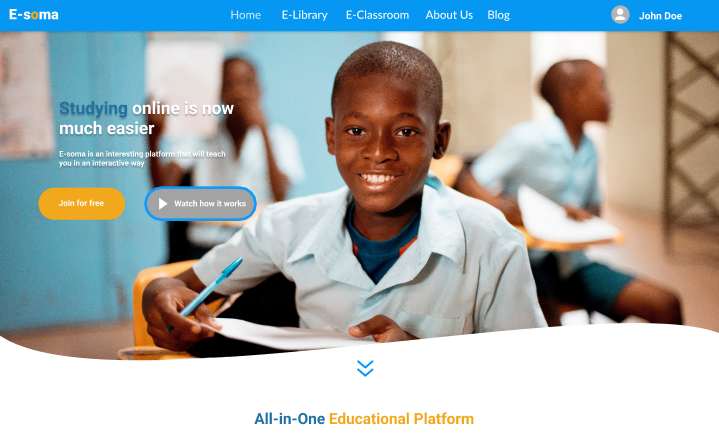 E-soma
Home E-Library E-Classroom About Us Blog
John Doe
Studying online is now
much easier
E-soma is an interesting platform that will teach
you in an interactive way
Join for free
Watch how it works
All-in-One Educational Platform